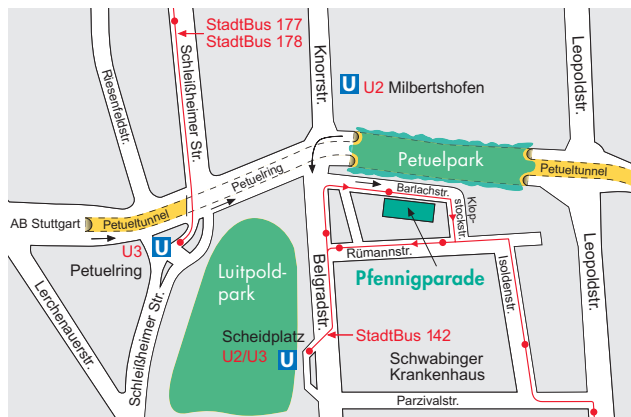 StadtBus 177
StadtBus 178
Riesenfeldstr.
Schleißheimer Str.
Knorrstr.
U U2 Milbertshofen
Leopoldstr.
Petuelpark
Petueltunnel
Petuelring
Barlachstr.
Klop-
stockstr.
AB Stuttgart
Petueltunnel
U3 U
Petuelring
Luitpold-
park
Belgradstr.
Rümannstr.
Pfennigparade
Isoldenstr.
Leopoldstr.
Lerchenauerstr.
Schleißheimer Str.
Scheidplatz
U2/U3 U
StadtBus 142
Schwabinger
Krankenhaus
Parzivalstr.